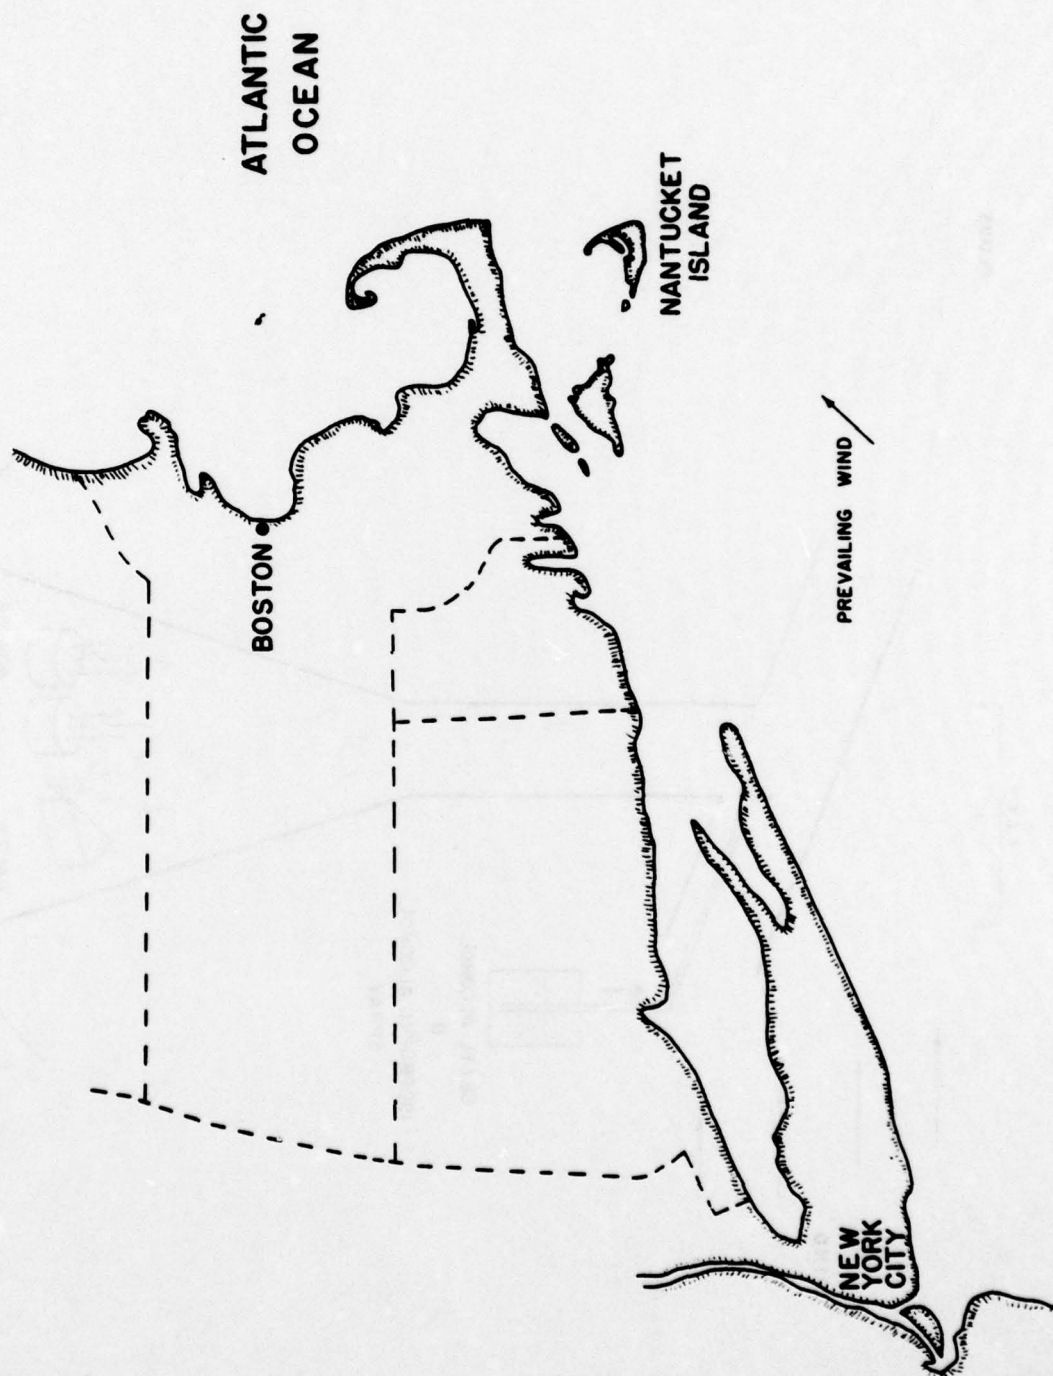 ATLANTIC
OCEAN
NANTUCKET
ISLAND
BOSTON
PREVAILING WIND
NEW
YORK
CITY